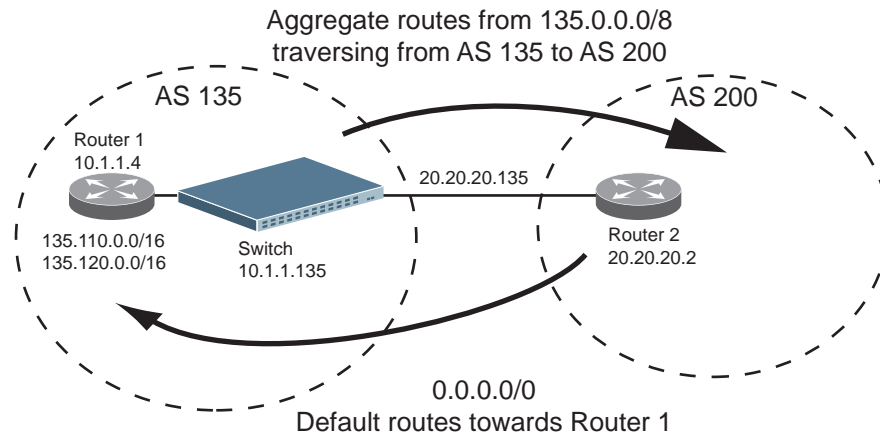 Aggregate routes from 135.0.0.0/8
traversing from AS 135 to AS 200
AS 135
AS 200
Router 1
10.1.1.4
20.20.20.135
135.110.0.0/16
135.120.0.0/16
Switch
10.1.1.135
Router 2
20.20.20.2
0.0.0.0/0
Default routes towards Router 1